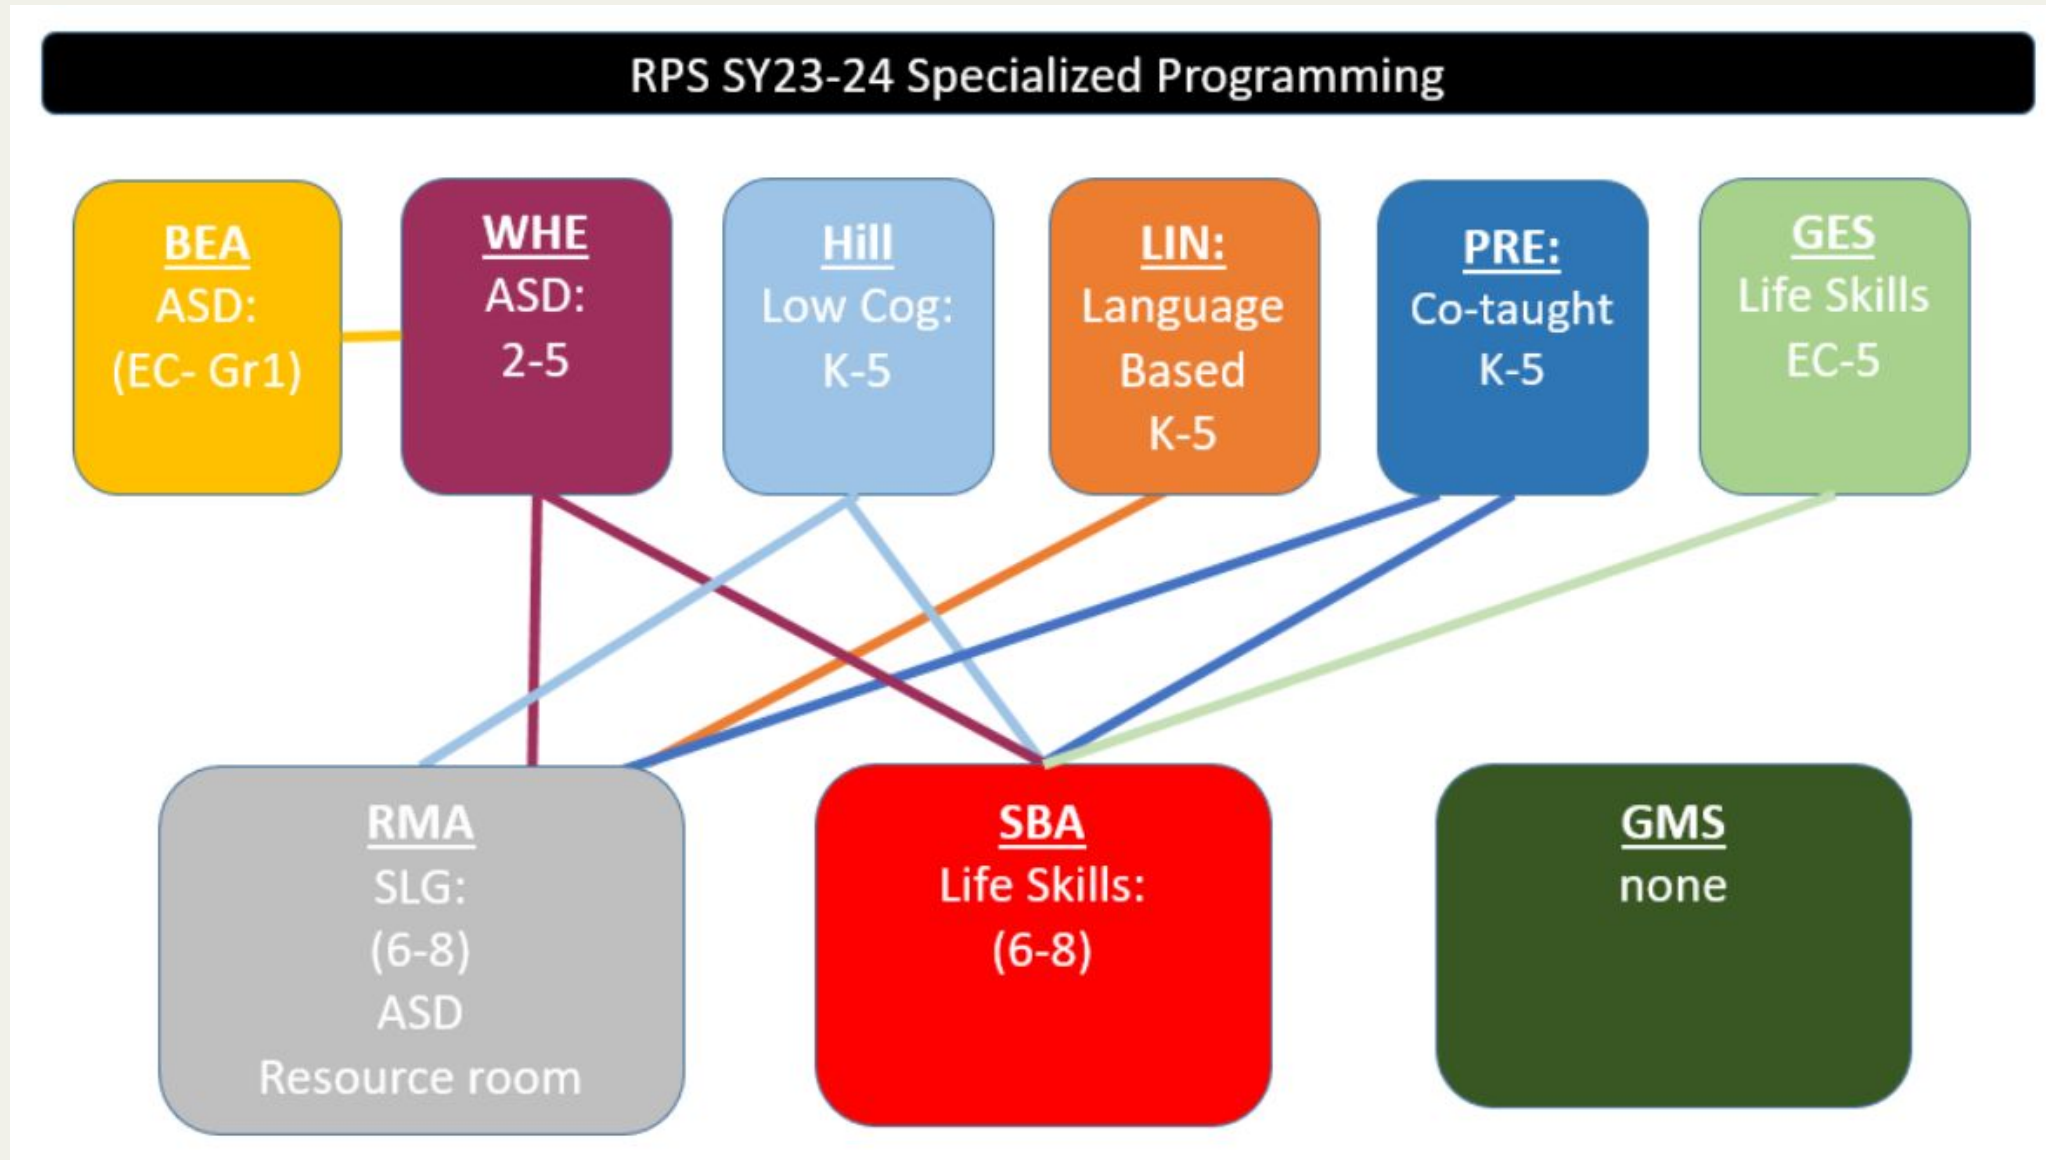 RPS SY23-24 Specialized Programming
BEA
ASD:
(EC- Gr1)
WHE
ASD:
2-5
Hill
Low Cog:
K-5
LIN:
Language
Based
K-5
PRE:
Co-taught
K-5
GES
Life Skills
EC-5
RMA
SLG:
(6-8)
ASD
Resource room
SBA
Life Skills:
(6-8)
GMS
none